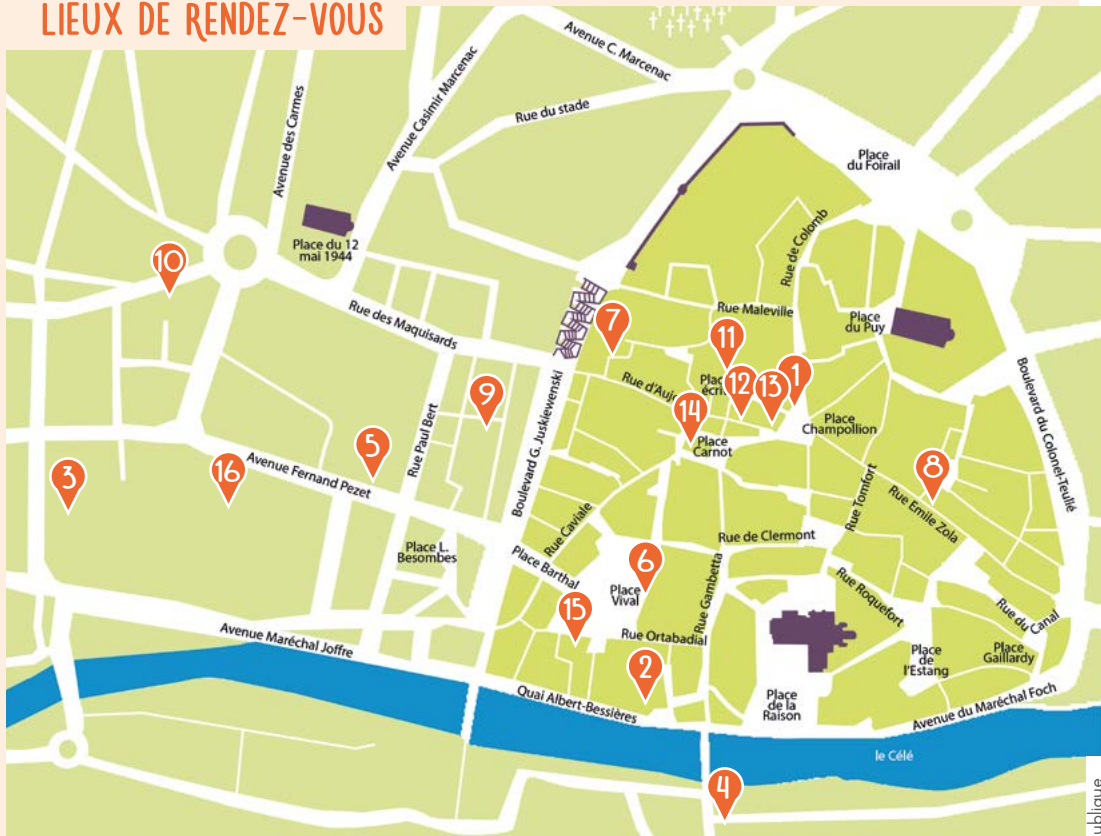 LIEUX DE RENDEZ-VOUS
Avenue C. Marcenac
Avenue Casimir Marcenac
Avenue des Carmes
Rue du stade
Place
du Foirail
Place du 12
mai 1944
Rue de Colomb
10
Rue Maleville
Place
du Puy
Rue des Maquisards
7
11
Boulevard du Colonel-Teullé
Boulevard G. Juskiewenski
Rue d'Auj
Plac
écri
12
13
1
9
14
Place
Champollion
Place
Carnot
Rue Paul Bert
5
3
16
Avenue Fernand Pezet
8
Rue Tomfort
Rue Emile Zola
Rue Caviale
Rue de Clermont
Place L.
Besombes
Place Barthal
6
Place
Vival
Rue Gambetta
Rue Roquefort
15
Rue du Canal
Avenue Maréchal Joffre
Rue Ortabadial
Place
de
l'Estang
Place
Gaillardy
2
Quai Albert-Bessières
Place
de la
Raison
Avenue du Maréchal Foch
le Célé
4
ublique